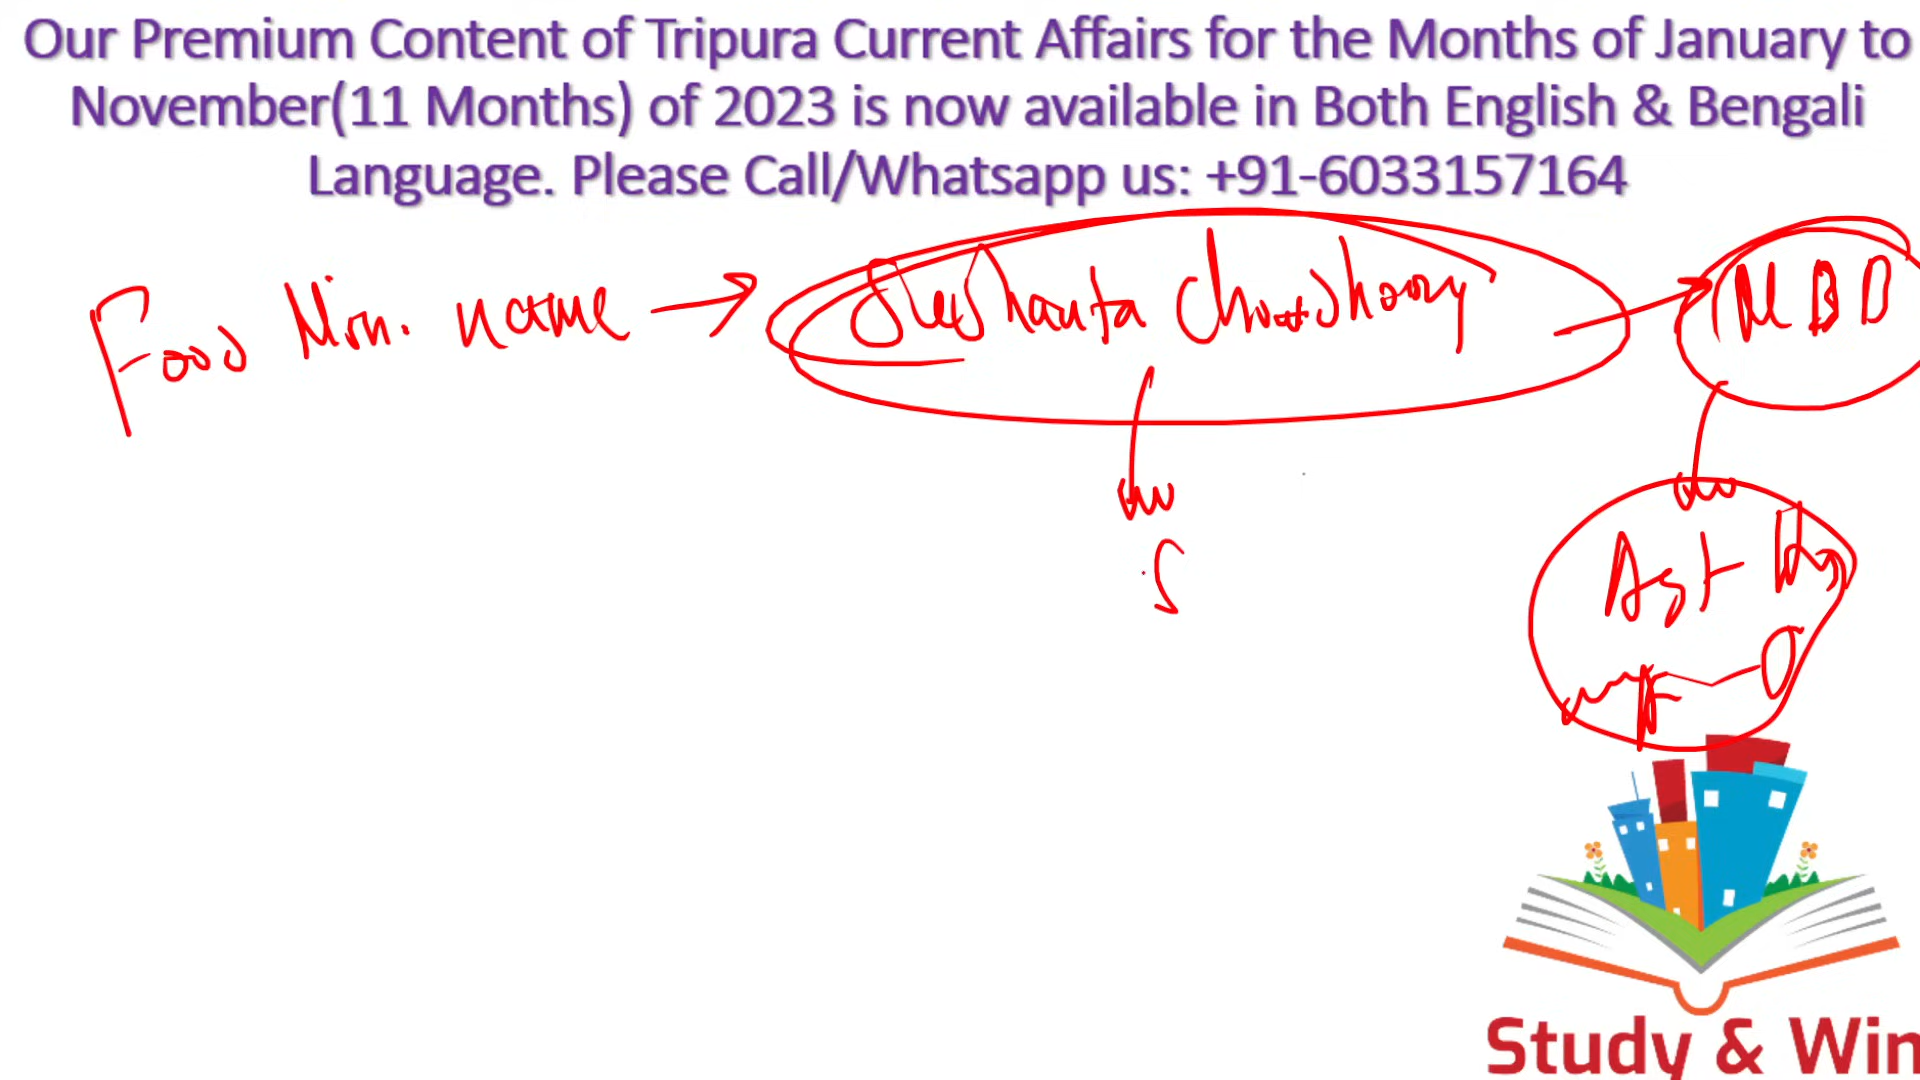 Our Premium Content of Tripura Current Affairs for the Months of January to
November(11 Months) of 2023 is now available in Both English & Bengali
Language. Please Call/Whatsapp us: +91-6033157164
Food Min. name → Sushanta Chowdhury → MBB
S
Ast
Study & Win